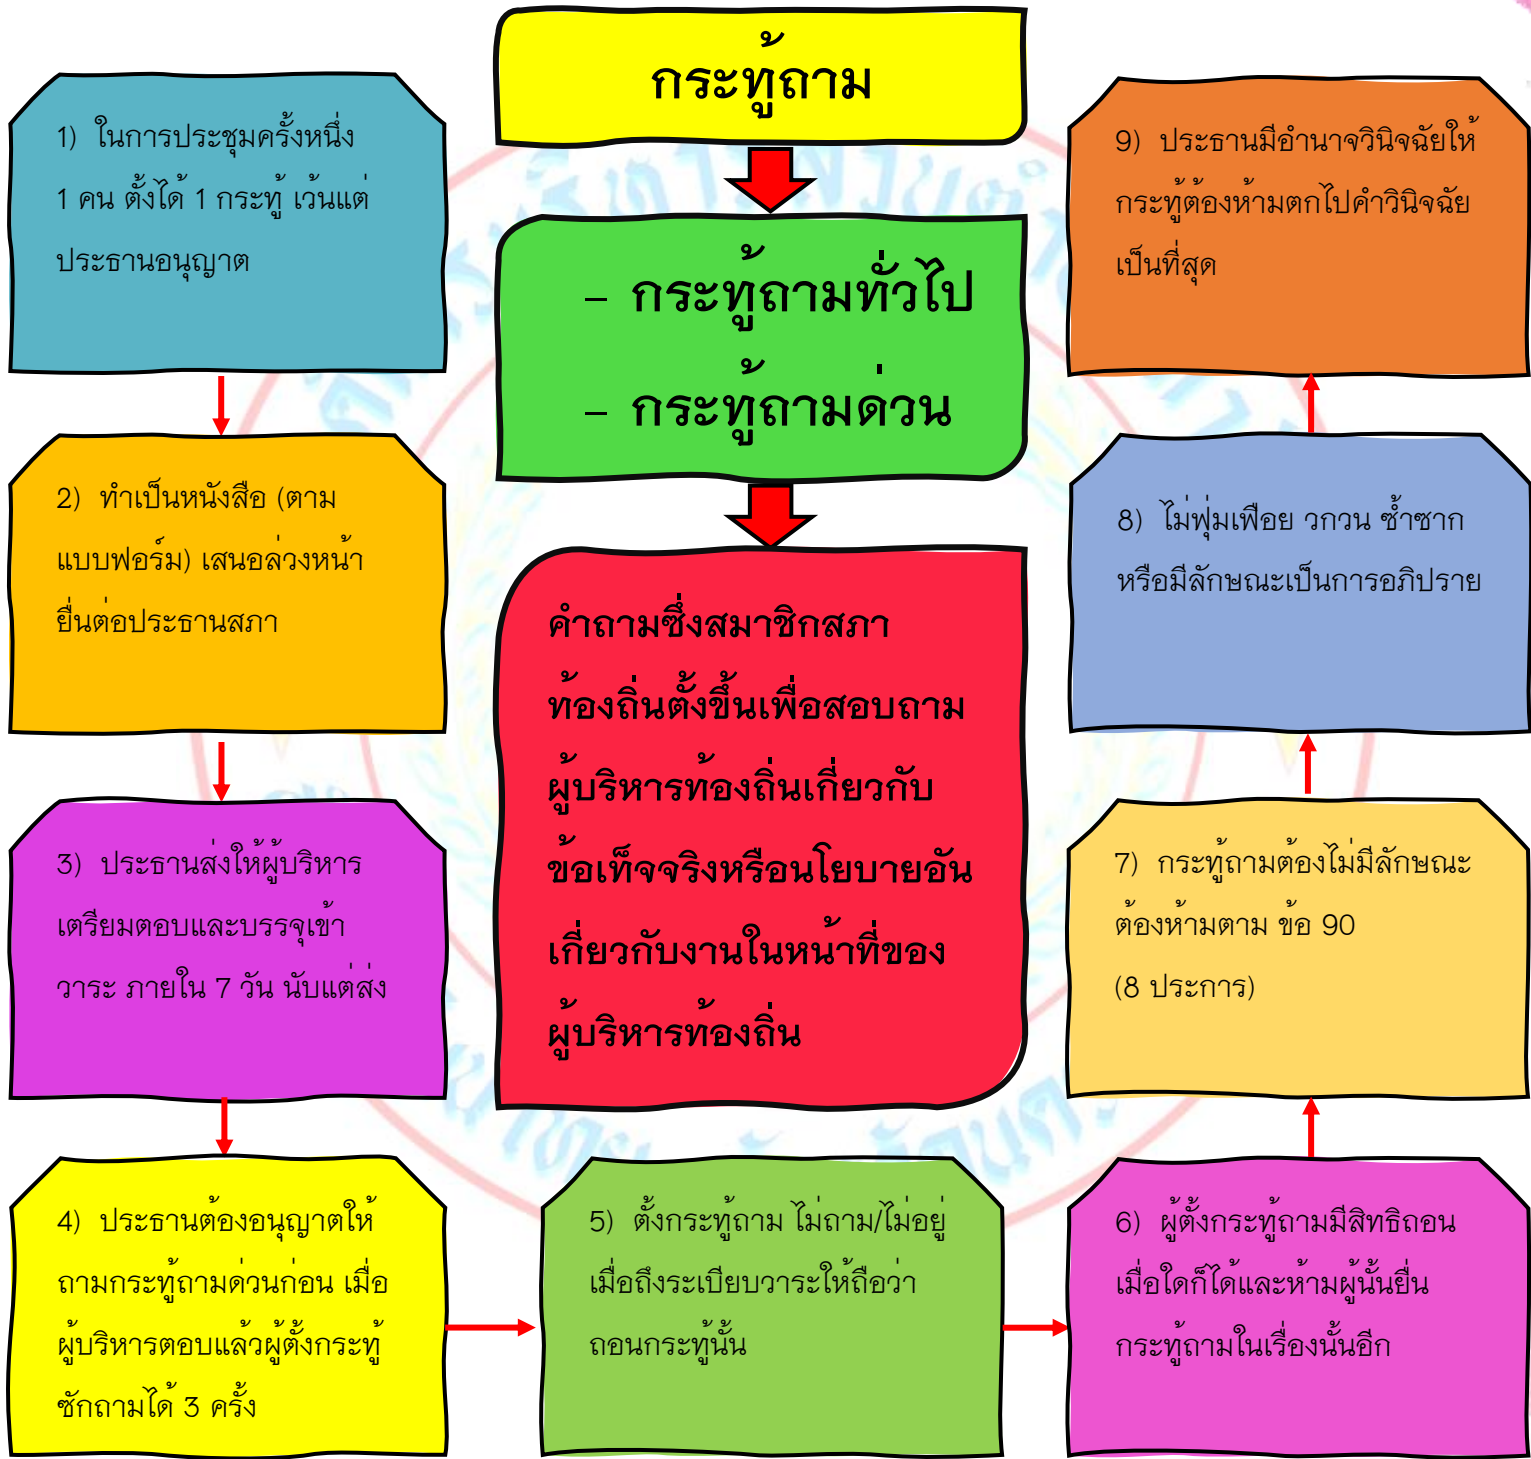 กระทู้ถาม
- กระทู้ถามทั่วไป
- กระทู้ถามด่วน
คำถามซึ่งสมาชิกสภา
ท้องถิ่นตั้งขึ้นเพื่อสอบถาม
ผู้บริหารท้องถิ่นเกี่ยวกับ
ข้อเท็จจริงหรือนโยบายอัน
เกี่ยวกับงานในหน้าที่ของ
ผู้บริหารท้องถิ่น
1) ในการประชุมครั้งหนึ่ง
1 คน ตั้งได้ 1 กระทู้ เว้นแต่
ประธานอนุญาต
2) ทำเป็นหนังสือ (ตาม
แบบฟอร์ม) เสนอล่วงหน้า
ยื่นต่อประธานสภา
3) ประธานส่งให้ผู้บริหาร
เตรียมตอบและบรรจุเข้า
วาระ ภายใน 7 วัน นับแต่ส่ง
4) ประธานต้องอนุญาตให้
ถามกระทู้ถามด่วนก่อน เมื่อ
ผู้บริหารตอบแล้วผู้ตั้งกระทู้
ซักถามได้ 3 ครั้ง
5) ตั้งกระทู้ถาม ไม่ถาม/ไม่อยู่
เมื่อถึงระเบียบวาระให้ถือว่า
ถอนกระทู้นั้น
6) ผู้ตั้งกระทู้ถามมีสิทธิถอน
เมื่อใดก็ได้และห้ามผู้นั้นยื่น
กระทู้ถามในเรื่องนั้นอีก
7) กระทู้ถามต้องไม่มีลักษณะ
ต้องห้ามตาม ข้อ 90
(8 ประการ)
8) ไม่ฟุ่มเฟือย วกวน ซ้ำซาก
หรือมีลักษณะเป็นการอภิปราย
9) ประธานมีอำนาจวินิจฉัยให้
กระทู้ต้องห้ามตกไปคำวินิจฉัย
เป็นที่สุด